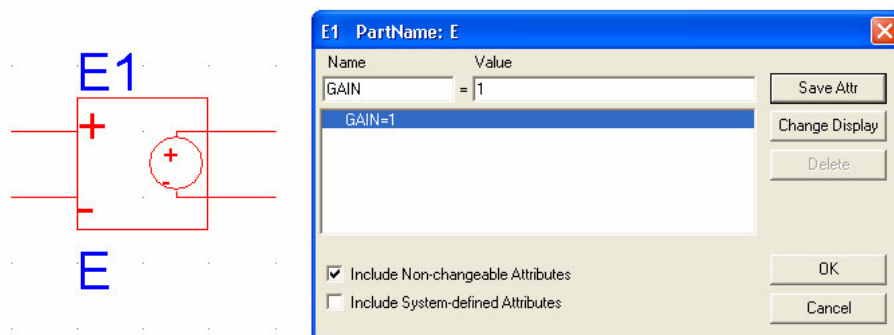 E1
+
+
-
-
E
E1 PartName: E
Name Value
GAIN = 1 Save Attr
GAIN=1 Change Display
Delete
Include Non-changeable Attributes OK
Include System-defined Attributes Cancel